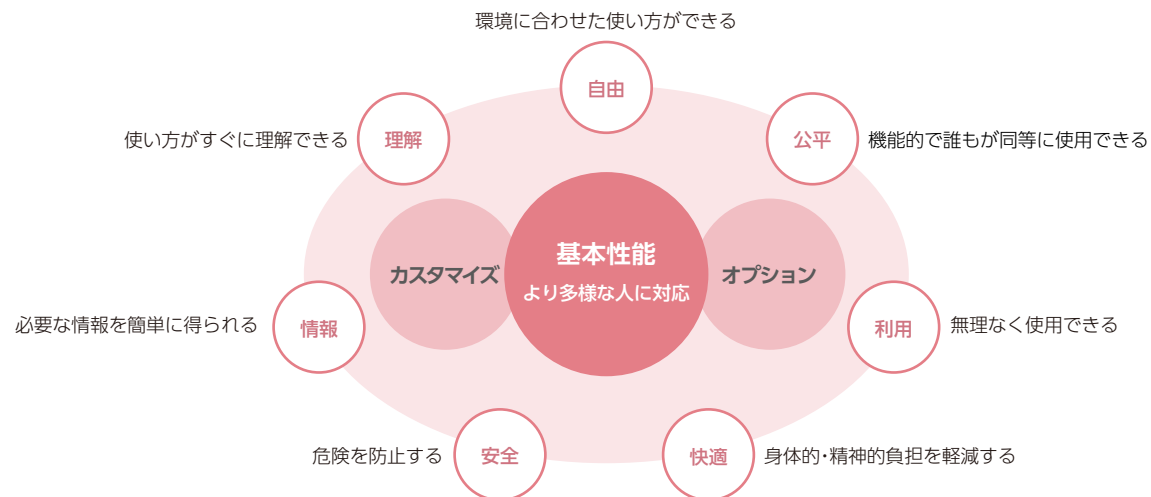 環境に合わせた使い方ができる
自由
使い方がすぐに理解できる
理解
公平
機能的で誰もが同等に使用できる
カスタマイズ
基本性能
より多様な人に対応
オプション
必要な情報を簡単に得られる
情報
利用
無理なく使用できる
危険を防止する
安全
快適
身体的・精神的負担を軽減する